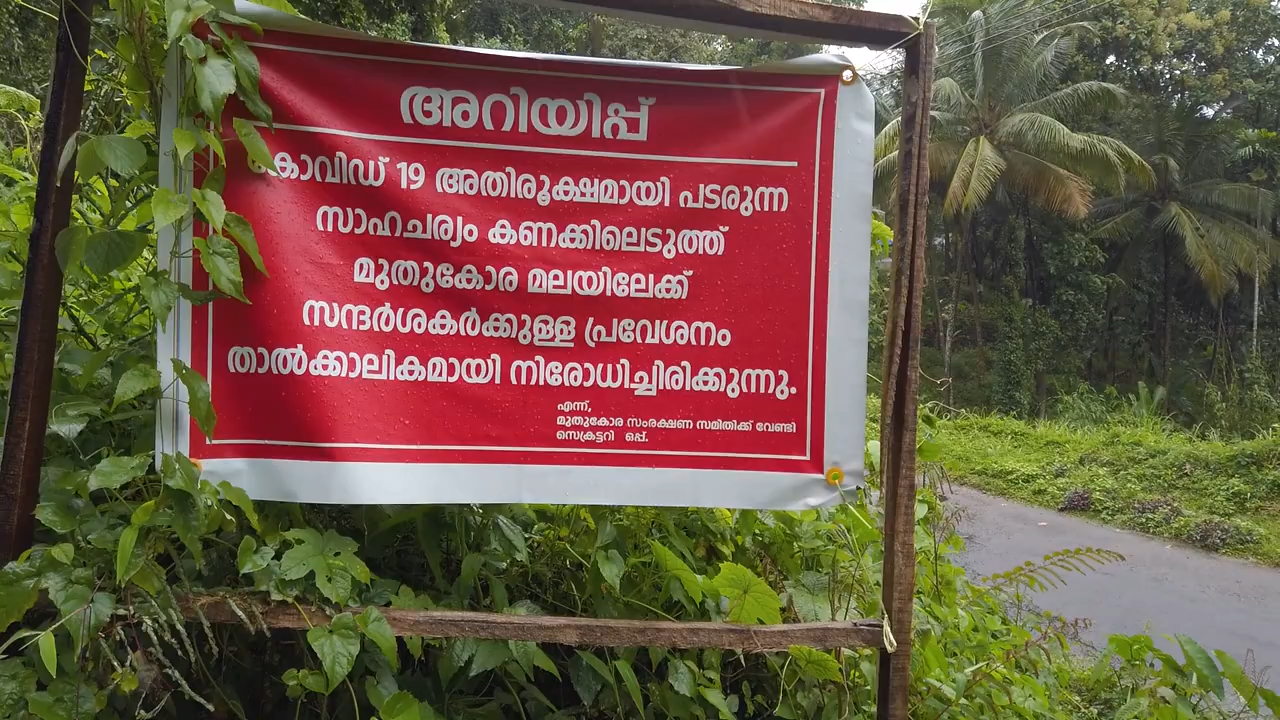 അറിയിപ്പ്
കോവിഡ് 19 അതിരൂക്ഷമായി പടരുന്ന
സാഹചര്യം കണക്കിലെടുത്ത്
മുതുകോര മലയിലേക്ക്
സന്ദർശകർക്കുള്ള പ്രവേശനം
താൽക്കാലികമായി നിരോധിച്ചിരിക്കുന്നു.
എന്ന്,
മുതുകോര സംരക്ഷണ സമിതിക്ക് വേണ്ടി
സെക്രട്ടറി ഒപ്പ്.